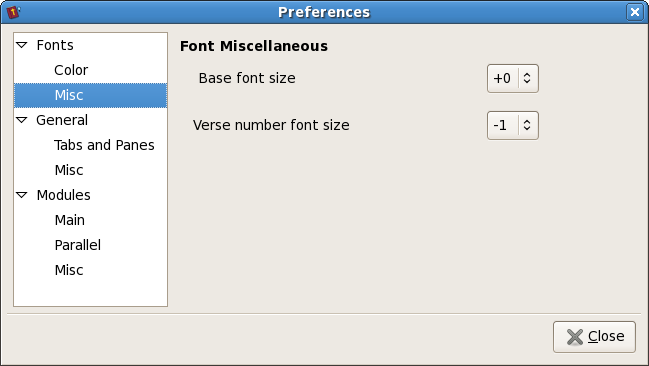 Preferences
Fonts
Color
Misc
General
Tabs and Panes
Misc
Modules
Main
Parallel
Misc
Font Miscellaneous
Base font size +0
Verse number font size -1
Close